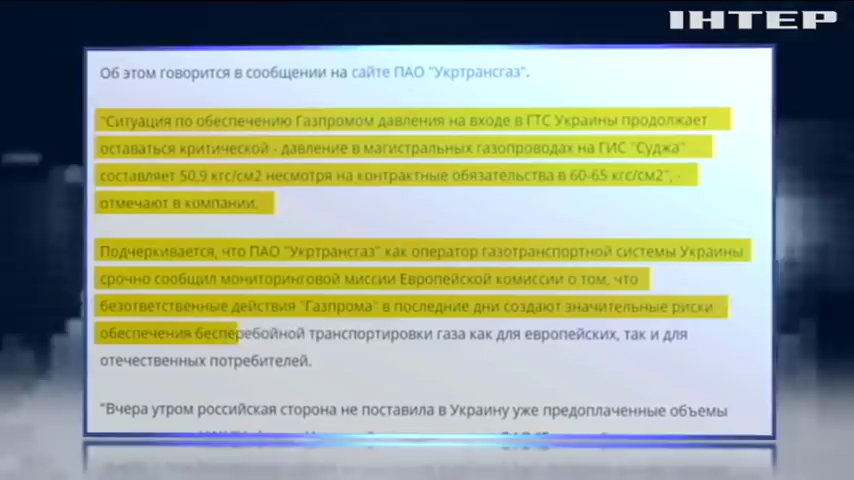 ІНТЕР
Об этом говорится в сообщении на сайте ПАО "Укртрансгаз".
"Ситуация по обеспечению Газпромом давления на входе в ГТС Украины продолжает
оставаться критической - давление в магистральных газопроводах на ГИС "Суджа"
составляет 50,9 кгс/см2 несмотря на контрактные обязательства в 60-65 кгс/см2", -
отмечают в компании.
Подчеркивается, что ПАО "Укртрансгаз" как оператор газотранспортной системы Украины
срочно сообщил мониторинговой миссии Европейской комиссии о том, что
безответственные действия "Газпрома" в последние дни создают значительные риски
обеспечения бесперебойной транспортировки газа как для европейских, так и для
отечественных потребителей.
"Вчера утром российская сторона не поставила в Украину уже предоплаченные объемы